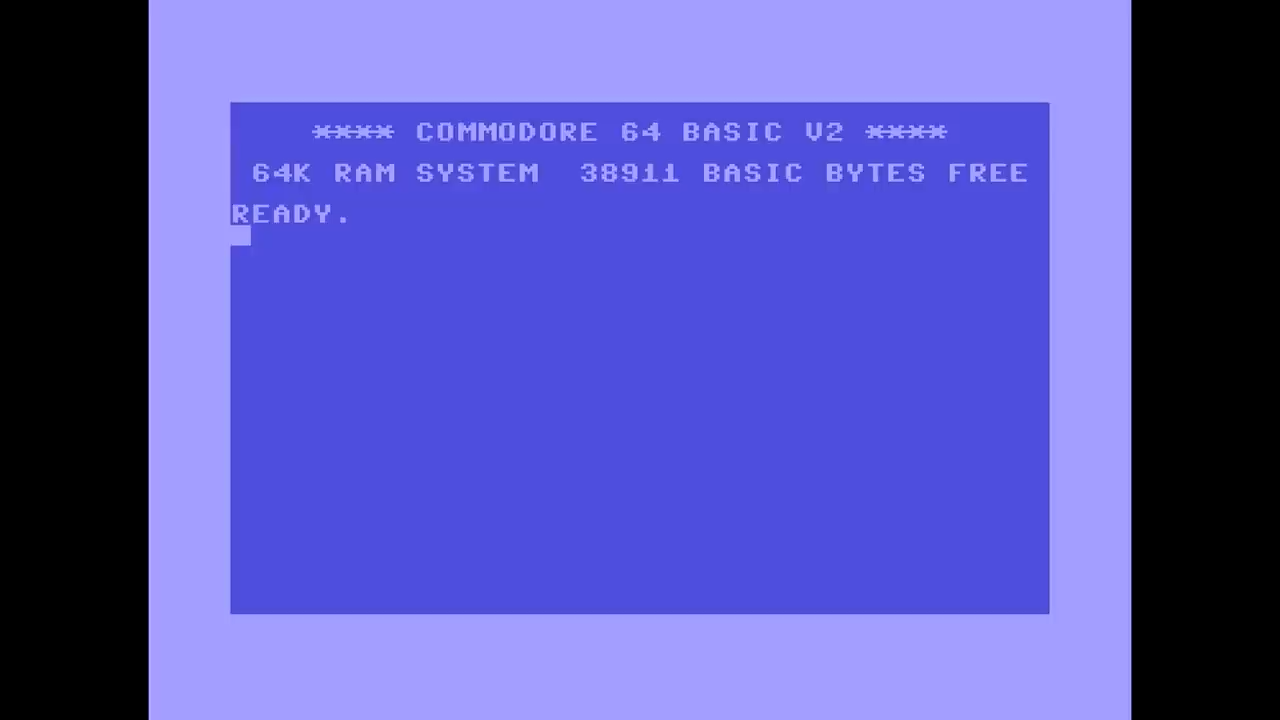 **** COMMODORE 64 BASIC V2 ****
64K RAM SYSTEM  38911 BASIC BYTES FREE
READY.